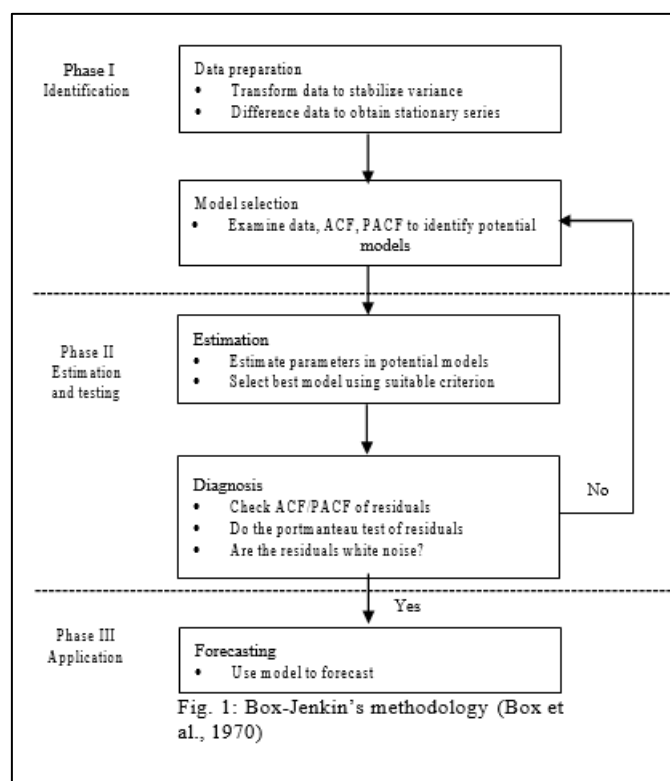 Phase I
Identification
Data preparation
• Transform data to stabilize variance
• Difference data to obtain stationary series
Model selection
• Examine data, ACF, PACF to identify potential
models
Phase II
Estimation
and testing
Estimation
• Estimate parameters in potential models
• Select best model using suitable criterion
Diagnosis
• Check ACF/PACF of residuals
• Do the portmanteau test of residuals
• Are the residuals white noise?
No
Yes
Phase III
Application
Forecasting
• Use model to forecast
Fig. 1: Box-Jenkin’s methodology (Box et
al., 1970)